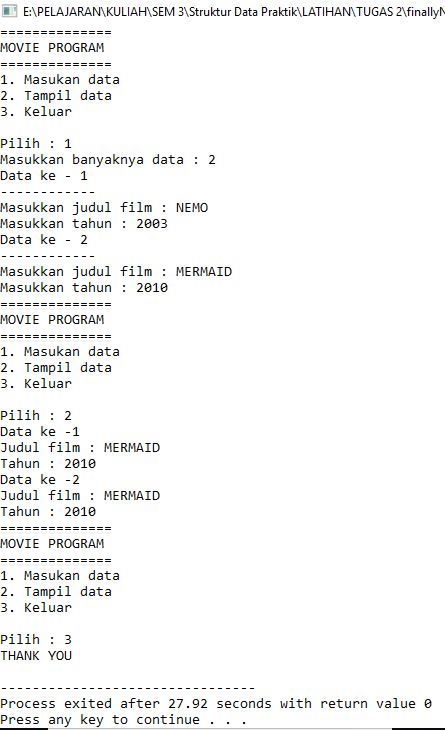 E:\PELAJARAN\KULIAH\SEM 3\Struktur Data Praktik\LATIHAN\TUGAS 2\finallyN
==============
MOVIE PROGRAM
==============
1. Masukan data
2. Tampil data
3. Keluar
Pilih : 1
Masukkan banyaknya data : 2
Data ke - 1
------------
Masukkan judul film : NEMO
Masukkan tahun : 2003
Data ke - 2
------------
Masukkan judul film : MERMAID
Masukkan tahun : 2010
==============
MOVIE PROGRAM
==============
1. Masukan data
2. Tampil data
3. Keluar
Pilih : 2
Data ke -1
Judul film : MERMAID
Tahun : 2010
Data ke -2
Judul film : MERMAID
Tahun : 2010
==============
MOVIE PROGRAM
==============
1. Masukan data
2. Tampil data
3. Keluar
Pilih : 3
THANK YOU
--------------------------------
Process exited after 27.92 seconds with return value 0
Press any key to continue . . .